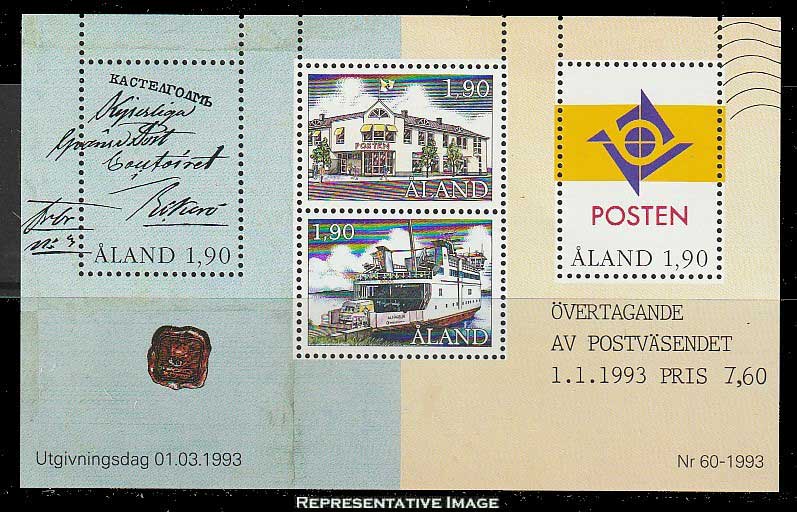 КАСТЕЛГОЛМЪ
ÅLAND 1,90
1,90
POSTEN
ÅLAND
1,90
ÅLAND
POSTEN
ÅLAND 1,90
ÖVERTAGANDE
AV POSTVÄSENDET
1.1.1993 PRIS 7,60
Utgivningsdag 01.03.1993
Nr 60-1993
REPRESENTATIVE IMAGE